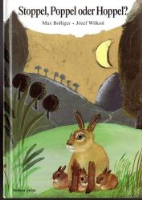 Stoppel, Poppel oder Hoppel?
Max Bolliger · Józef Wilkoń